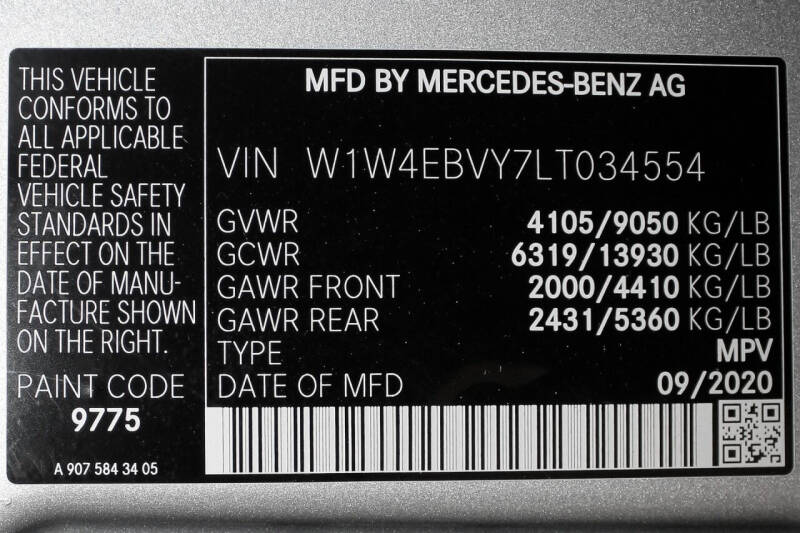 THIS VEHICLE
CONFORMS TO
ALL APPLICABLE
FEDERAL
VEHICLE SAFETY
STANDARDS IN
EFFECT ON THE
DATE OF MANU-
FACTURE SHOWN
ON THE RIGHT.
PAINT CODE
9775
A 907 584 34 05
MFD BY MERCEDES-BENZ AG
VIN W1W4EBVY7LT034554
GVWR 4105/9050 KG/LB
GCWR 6319/13930 KG/LB
GAWR FRONT 2000/4410 KG/LB
GAWR REAR 2431/5360 KG/LB
TYPE MPV
DATE OF MFD 09/2020